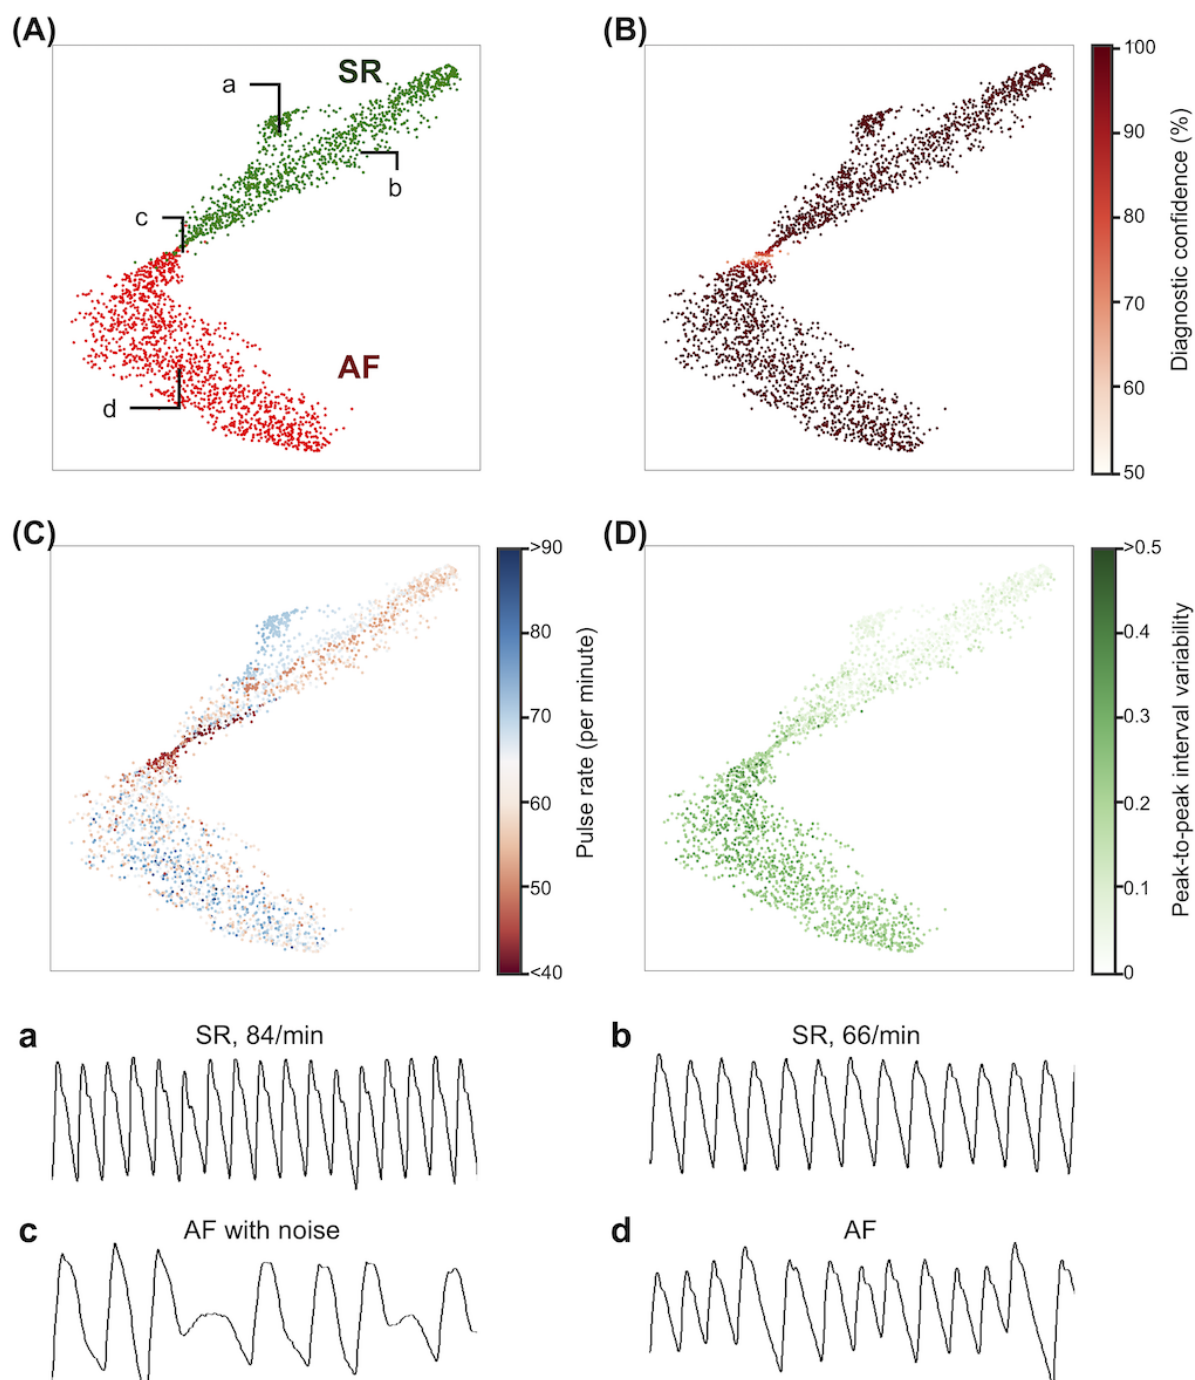 (A)
SR
a
b
c
AF
d
(B)
100
90
80
70
60
50
Diagnostic confidence (%)
(C)
>90
80
70
60
50
<40
Pulse rate (per minute)
(D)
>0.5
0.4
0.3
0.2
0.1
0
Peak-to-peak interval variability
a
SR, 84/min
b
SR, 66/min
c
AF with noise
d
AF